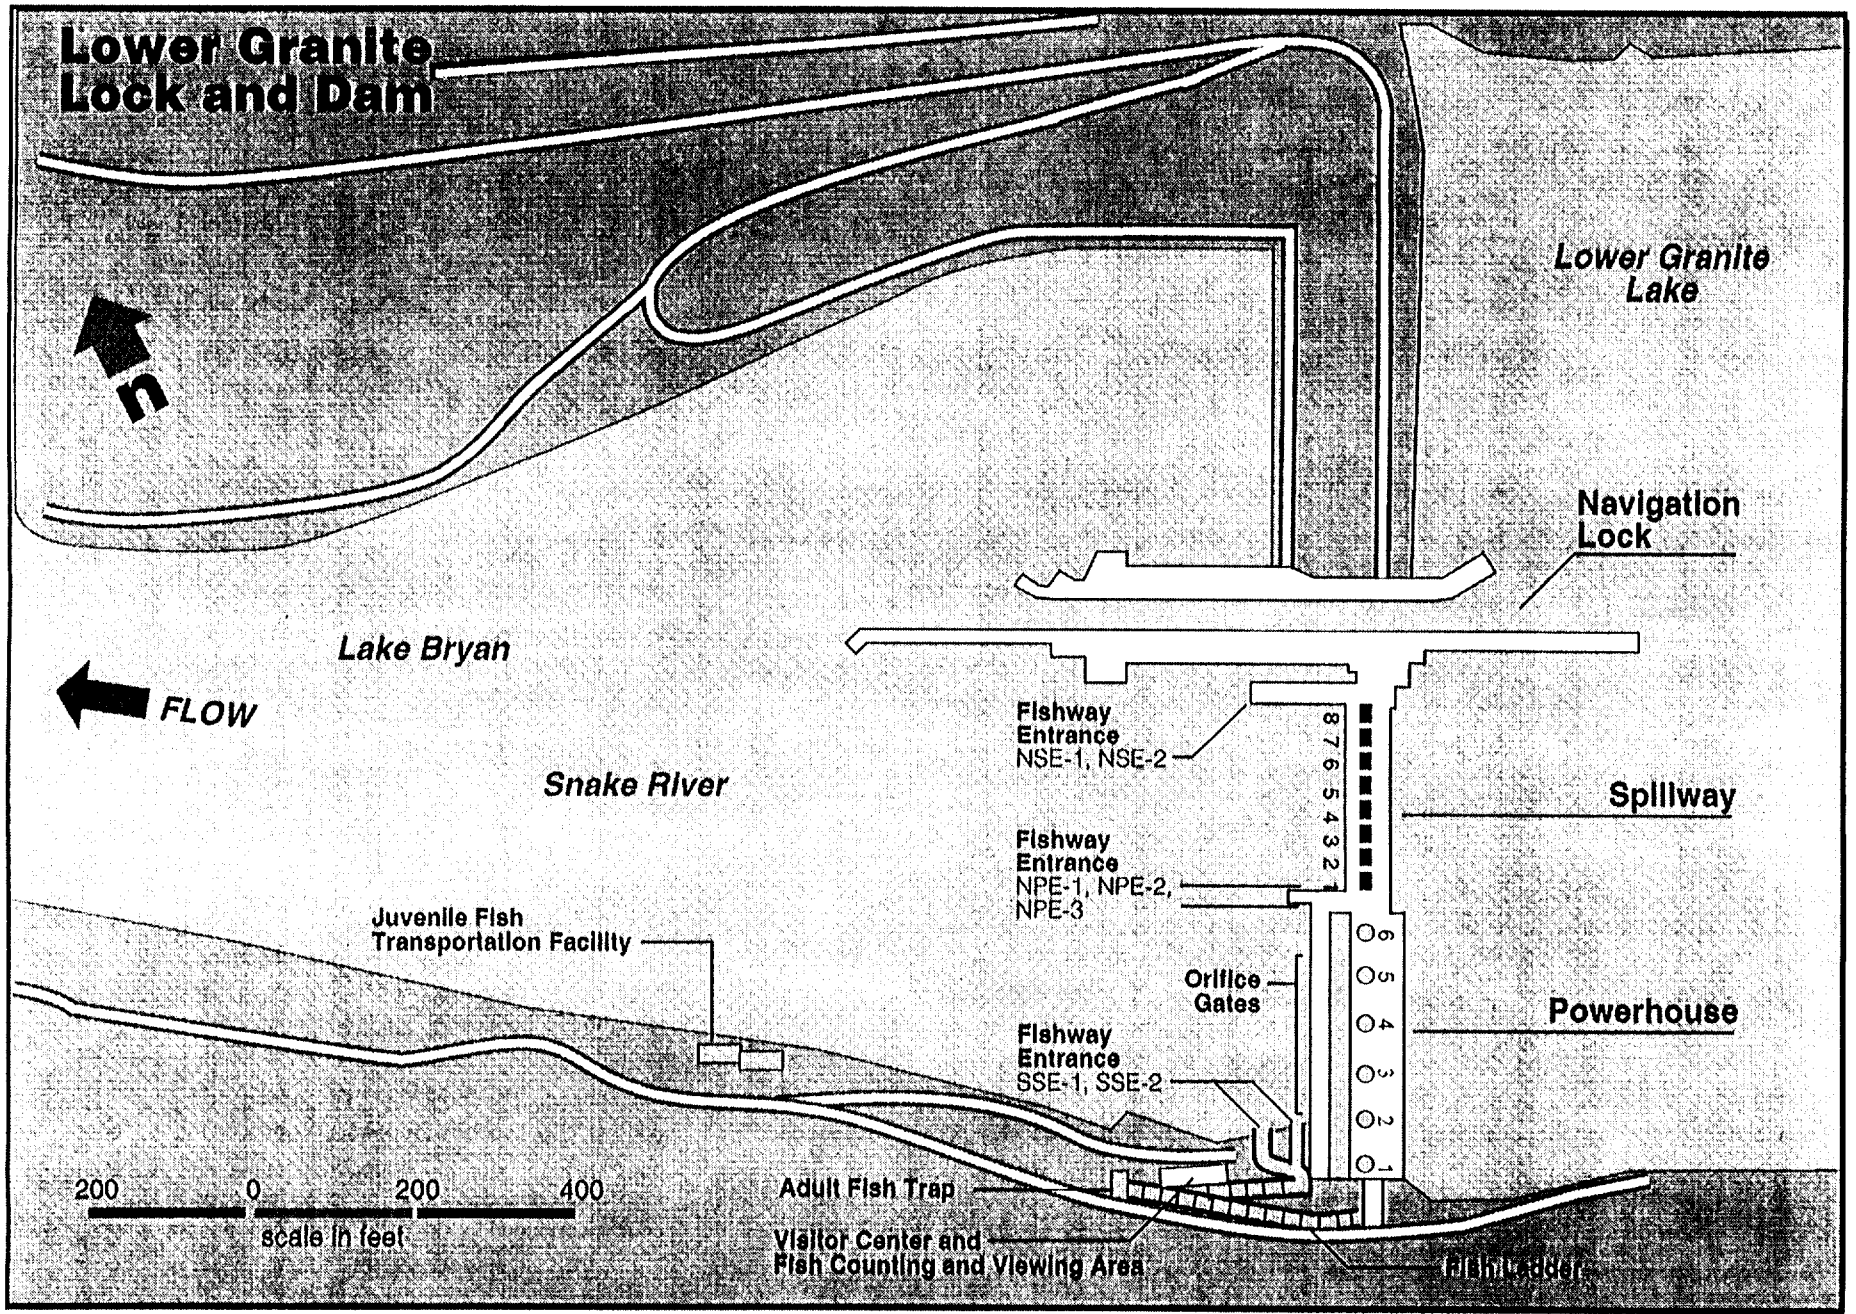 Lower Granite
Lock and Dam
Lower Granite
Lake
n
Navigation
Lock
Lake Bryan
FLOW
Snake River
Fishway
Entrance
NSE-1, NSE-2
8
7
6
5
4
3
2
1
Spillway
Fishway
Entrance
NPE-1, NPE-2,
NPE-3
Juvenile Fish
Transportation Facility
6
5
4
3
2
1
Orifice
Gates
Powerhouse
Fishway
Entrance
SSE-1, SSE-2
200 0 200 400
scale in feet
Adult Fish Trap
Visitor Center and
Fish Counting and Viewing Area
Fish Ladder